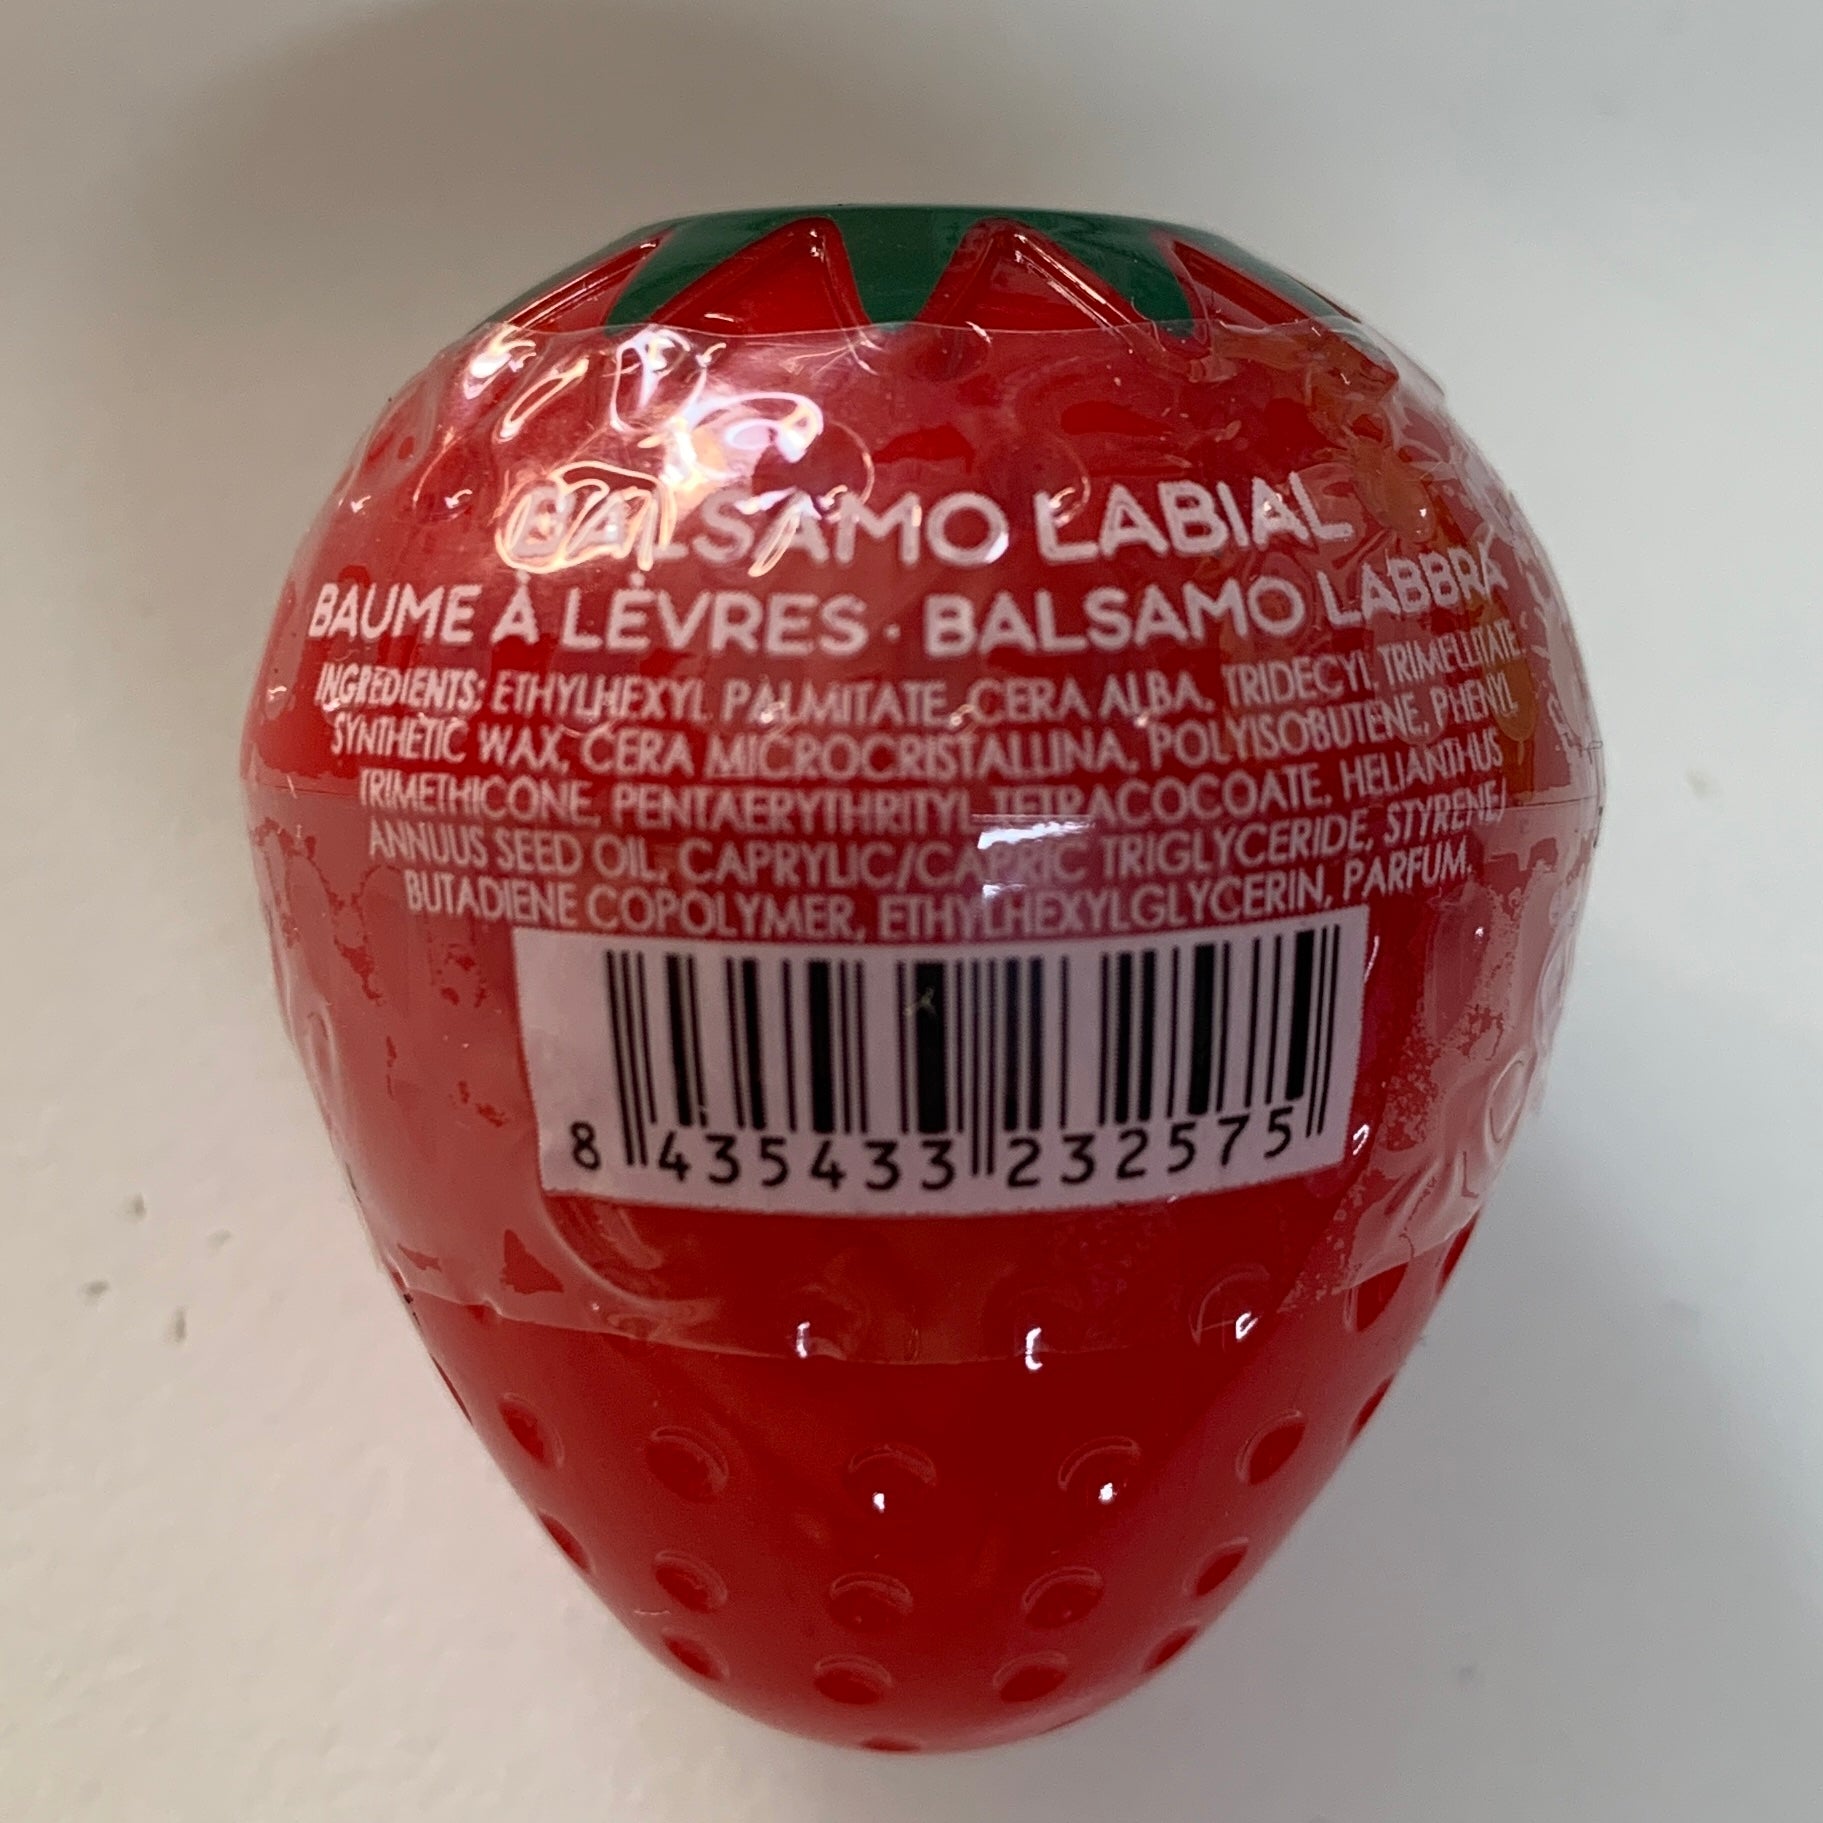 BALSAMO LABIAL
BAUME À LÈVRES · BALSAMO LABBRA
INGREDIENTS: ETHYLHEXYL PALMITATE, CERA ALBA, TRIDECYL TRIMELLITATE,
SYNTHETIC WAX, CERA MICROCRISTALLINA, POLYISOBUTENE, PHENYL
TRIMETHICONE, PENTAERYTHRITYL TETRACOCOATE, HELIANTHUS
ANNUUS SEED OIL, CAPRYLIC/CAPRIC TRIGLYCERIDE, STYRENE/
BUTADIENE COPOLYMER, ETHYLHEXYLGLYCERIN, PARFUM.
8 435433 232575